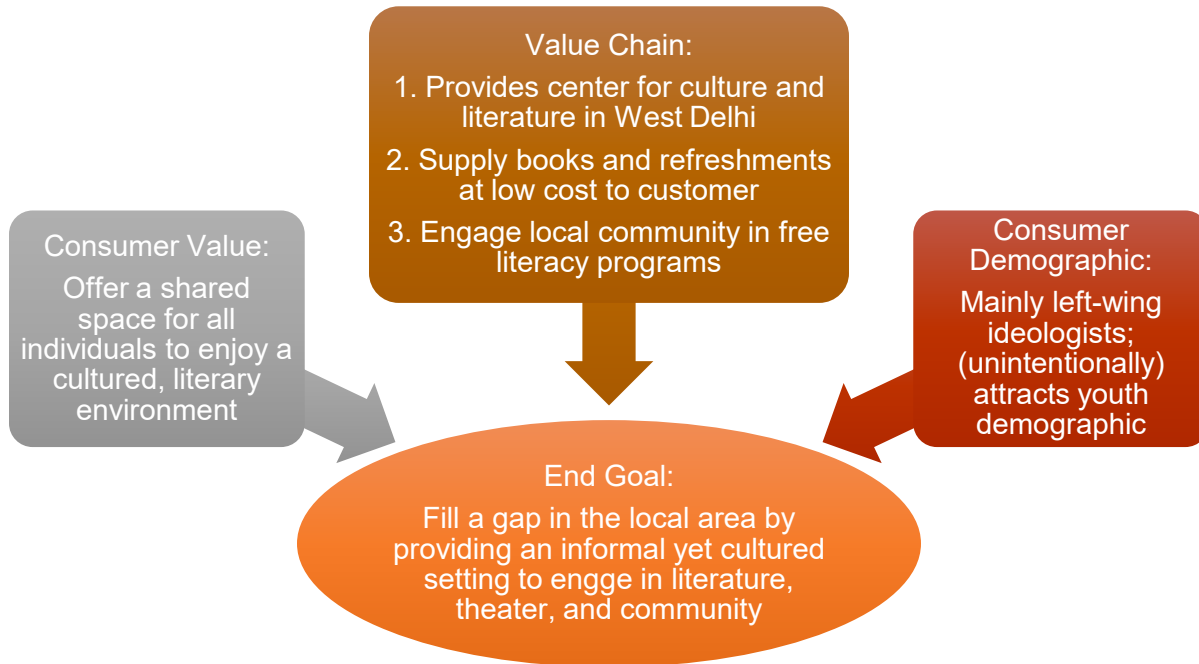 Value Chain:
1. Provides center for culture and
literature in West Delhi
2. Supply books and refreshments
at low cost to customer
3. Engage local community in free
literacy programs
Consumer Value:
Offer a shared
space for all
individuals to enjoy a
cultured, literary
environment
Consumer
Demographic:
Mainly left-wing
ideologists;
(unintentionally)
attracts youth
demographic
End Goal:
Fill a gap in the local area by
providing an informal yet cultured
setting to engge in literature,
theater, and community